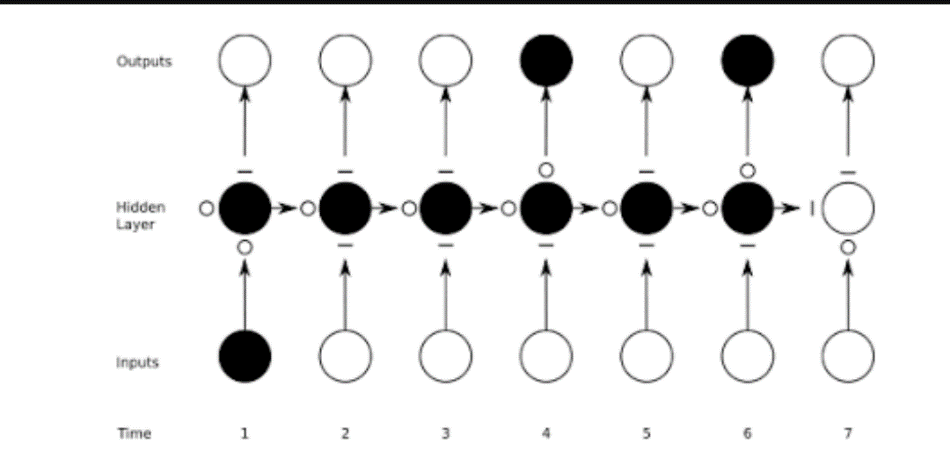 Outputs
Hidden
Layer
Inputs
Time 1 2 3 4 5 6 7